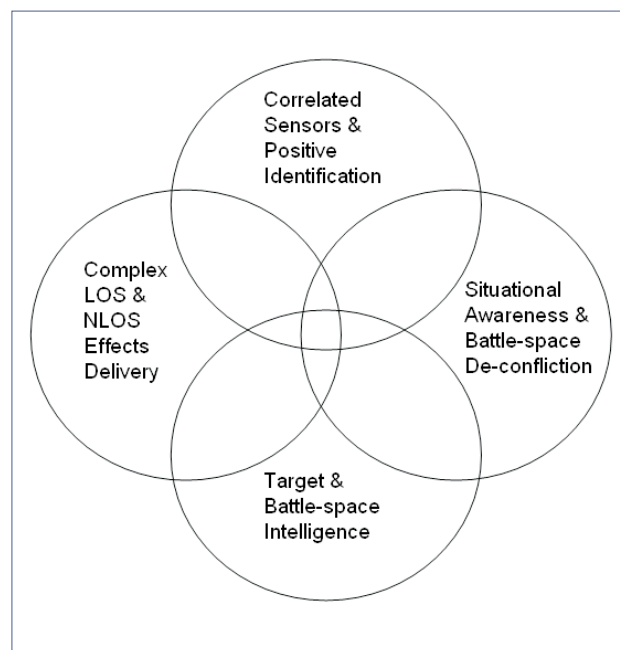 Correlated
Sensors &
Positive
Identification
Complex
LOS &
NLOS
Effects
Delivery
Situational
Awareness &
Battle-space
De-confliction
Target &
Battle-space
Intelligence